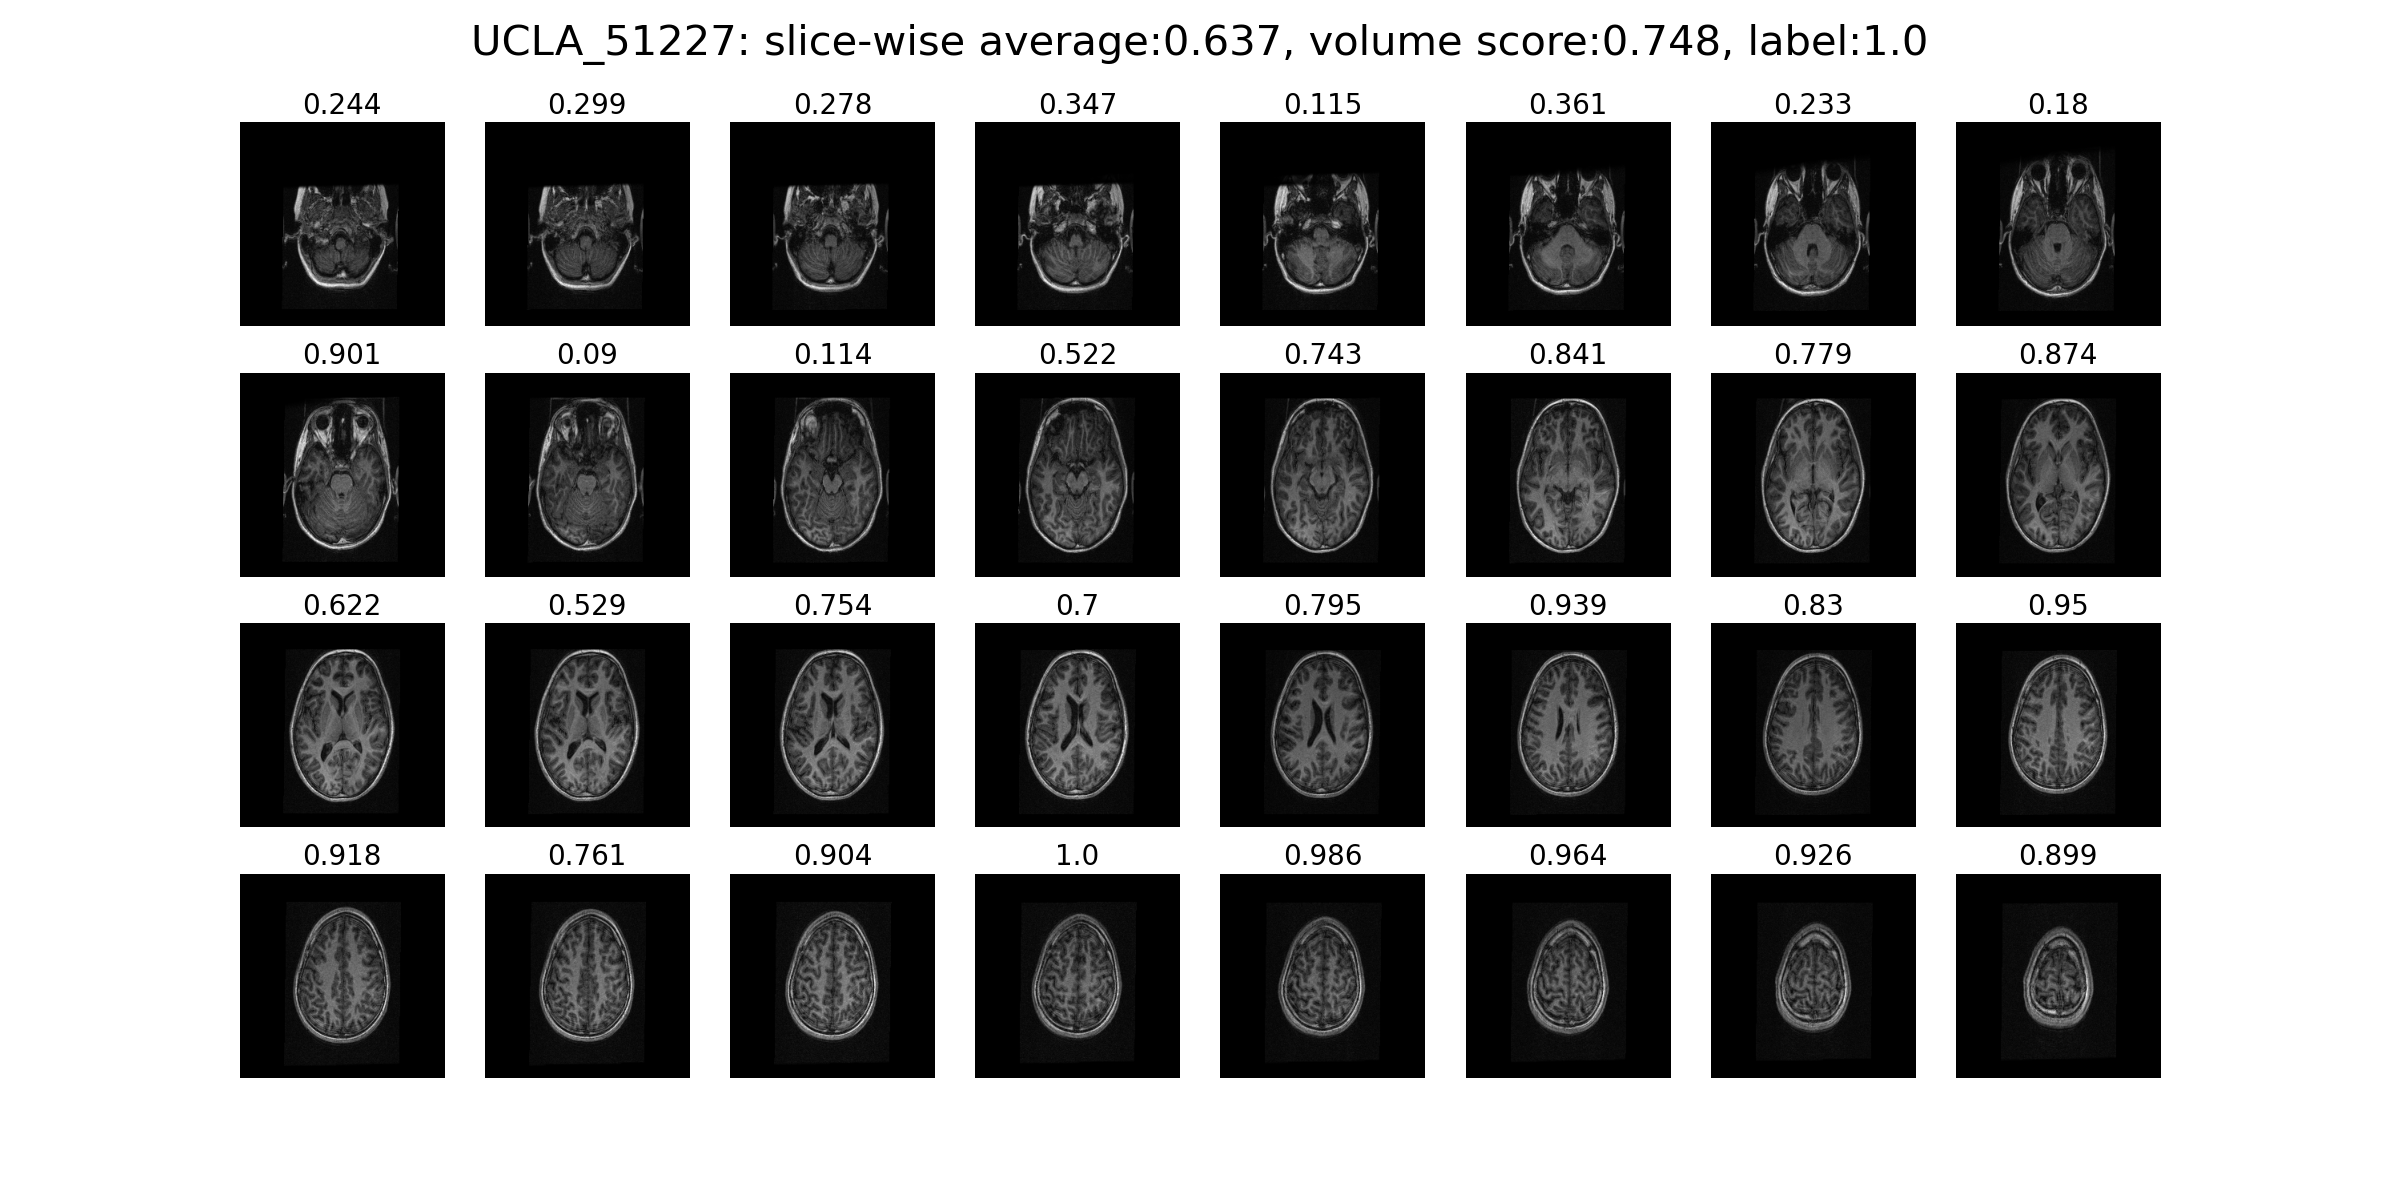 UCLA_51227: slice-wise average:0.637, volume score:0.748, label:1.0
0.244 0.299 0.278 0.347 0.115 0.361 0.233 0.18
0.901 0.09 0.114 0.522 0.743 0.841 0.779 0.874
0.622 0.529 0.754 0.7 0.795 0.939 0.83 0.95
0.918 0.761 0.904 1.0 0.986 0.964 0.926 0.899